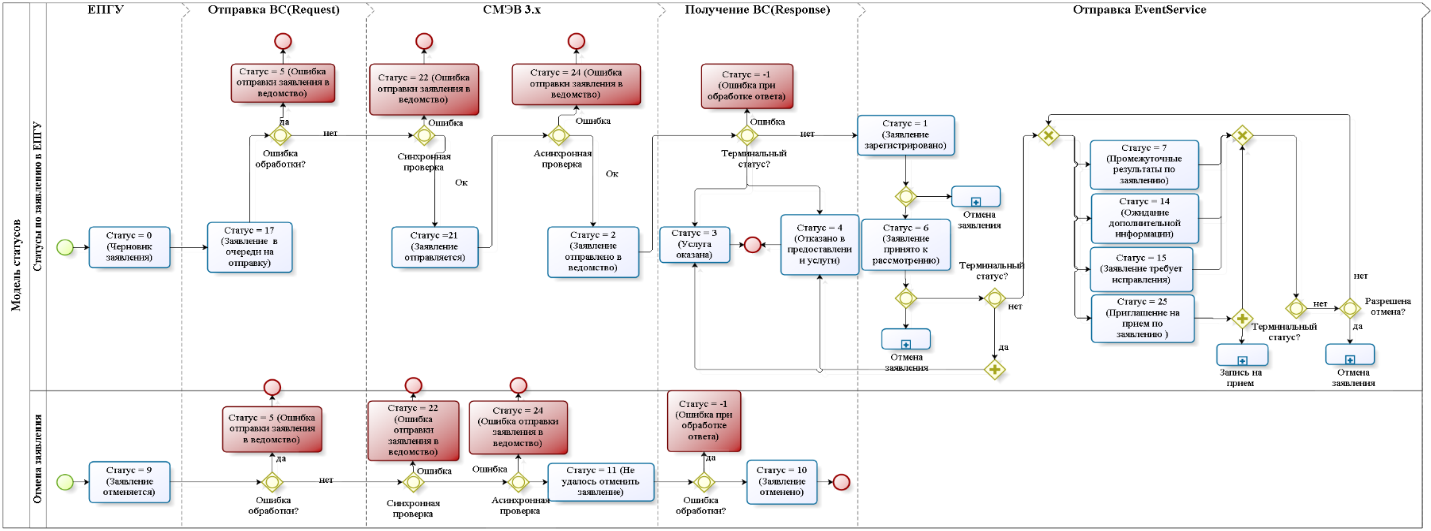 ЕПГУ
Отправка ВС(Request)
СМЭВ 3.x
Получение ВС(Response)
Отправка EventService
Модель статусов
Статусы по заявлению в ЕПГУ
Статус = 5 (Ошибка
отправки заявления в
ведомство)
Статус = 22 (Ошибка
отправки заявления в
ведомство)
Статус = 24 (Ошибка
отправки заявления в
ведомство)
Статус = -1
(Ошибка при
обработке ответа)
да
нет
Ошибка
обработки?
Ошибка
Синхронная
проверка
Ок
Ошибка
Асинхронная
проверка
Ок
Ошибка
нет
Терминальный
статус?
Статус = 1
(Заявление
зарегистрировано)
нет
Статус = 7
(Промежуточные
результаты по
заявлению)
Статус = 14
(Ожидание
дополнительной
информации)
Статус = 15
(Заявление требует
исправления)
Статус = 25
(Приглашение на
прием по
заявлению )
Статус = 0
(Черновик
заявления)
Статус = 17
(Заявление в
очереди на
отправку)
Статус =21
(Заявление
отправляется)
Статус = 2
(Заявление
отправлено в
ведомство)
Статус = 3
(Услуга
оказана)
Статус = 4
(Отказано в
предоставлени
и услуги)
Статус = 6
(Заявление
принято к
рассмотрению)
Отмена
заявления
Терминальный
статус?
нет
да
Отмена
заявления
Терминальный
статус?
нет
нет
Разрешена
отмена?
да
Запись на
прием
Отмена
заявления
Отмена заявления
Статус = 5 (Ошибка
отправки заявления в
ведомство)
Статус = 22
(Ошибка
отправки
заявления в
ведомство)
Статус = 24
(Ошибка отправки
заявления в
ведомство)
Статус = -1
(Ошибка при
обработке
ответа)
Статус = 9
(Заявление
отменяется)
да
нет
Ошибка
обработки?
Ошибка
Синхронная
проверка
Ошибка
Асинхронная
проверка
Статус = 11 (Не
удалось отменить
заявление)
да
Ошибка
обработки?
Статус = 10
(Заявление
отменено)